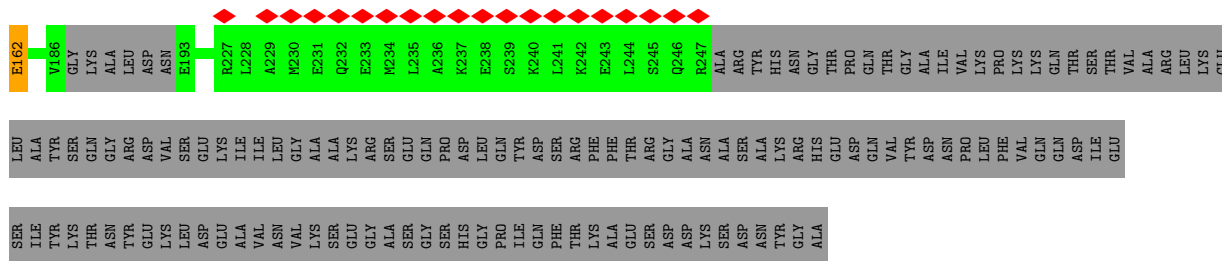 E162 V186 GLY LYS ALA LEU ASP ASN E193 R227 L228 A229 M230 E231 Q232 E233 M234 L235 A236 K237 E238 S239 K240 L241 K242 E243 L244 S245 Q246 R247 ALA ARG TYR HIS ASN GLY THR PRO GLN THR GLY ALA ILE VAL LYS PRO LYS LYS GLN THR SER THR VAL ALA ARG LEU LYS GLU
LEU ALA TYR SER GLN GLY ARG ASP VAL SER GLU LYS ILE ILE LEU GLY ALA ALA LYS ARG SER GLU GLN PRO ASP LEU GLN TYR ASP SER ARG PHE PHE THR ARG GLY ALA ASN ALA SER ALA LYS ARG HIS GLU ASP GLN VAL TYR ASP ASN PRO LEU PHE VAL GLN GLN ASP ILE GLU
SER ILE TYR LYS THR ASN TYR GLU LYS LEU ASP GLU ALA VAL ASN VAL LYS SER GLU GLY ALA SER GLY SER HIS GLY PRO ILE GLN PHE THR LYS ALA GLU SER ASP ASP LYS SER ASP ASN TYR GLY ALA